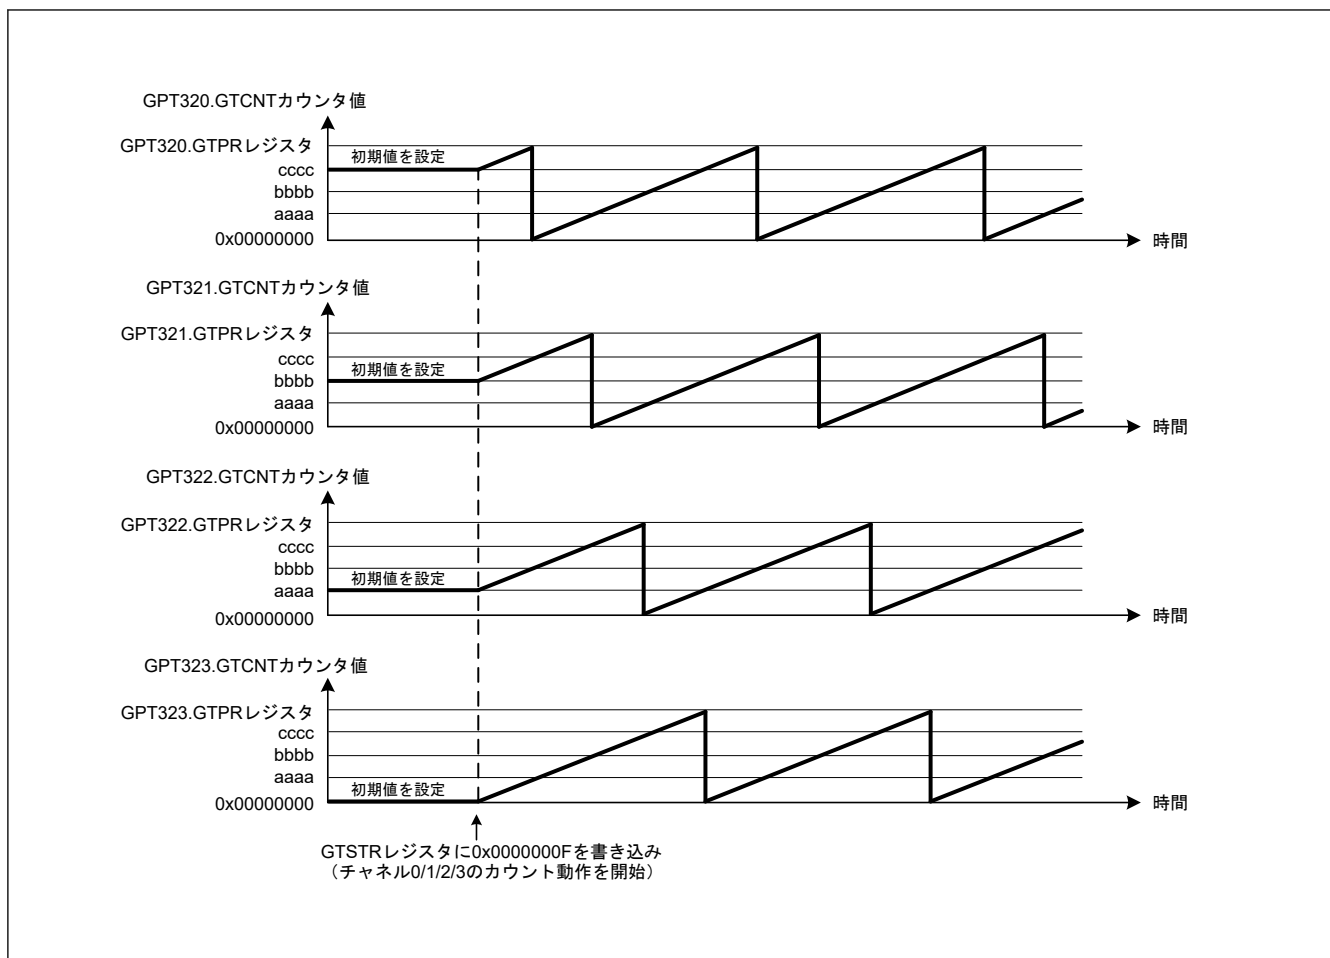 GPT320.GTCNTカウンタ値
GPT320.GTPRレジスタ
初期値を設定
cccc
bbbb
aaaa
0x00000000
時間
GPT321.GTCNTカウンタ値
GPT321.GTPRレジスタ
cccc
初期値を設定
bbbb
aaaa
0x00000000
時間
GPT322.GTCNTカウンタ値
GPT322.GTPRレジスタ
cccc
bbbb
初期値を設定
aaaa
0x00000000
時間
GPT323.GTCNTカウンタ値
GPT323.GTPRレジスタ
cccc
bbbb
aaaa
初期値を設定
0x00000000
時間
GTSTRレジスタに0x0000000Fを書き込み
（チャネル0/1/2/3のカウント動作を開始）